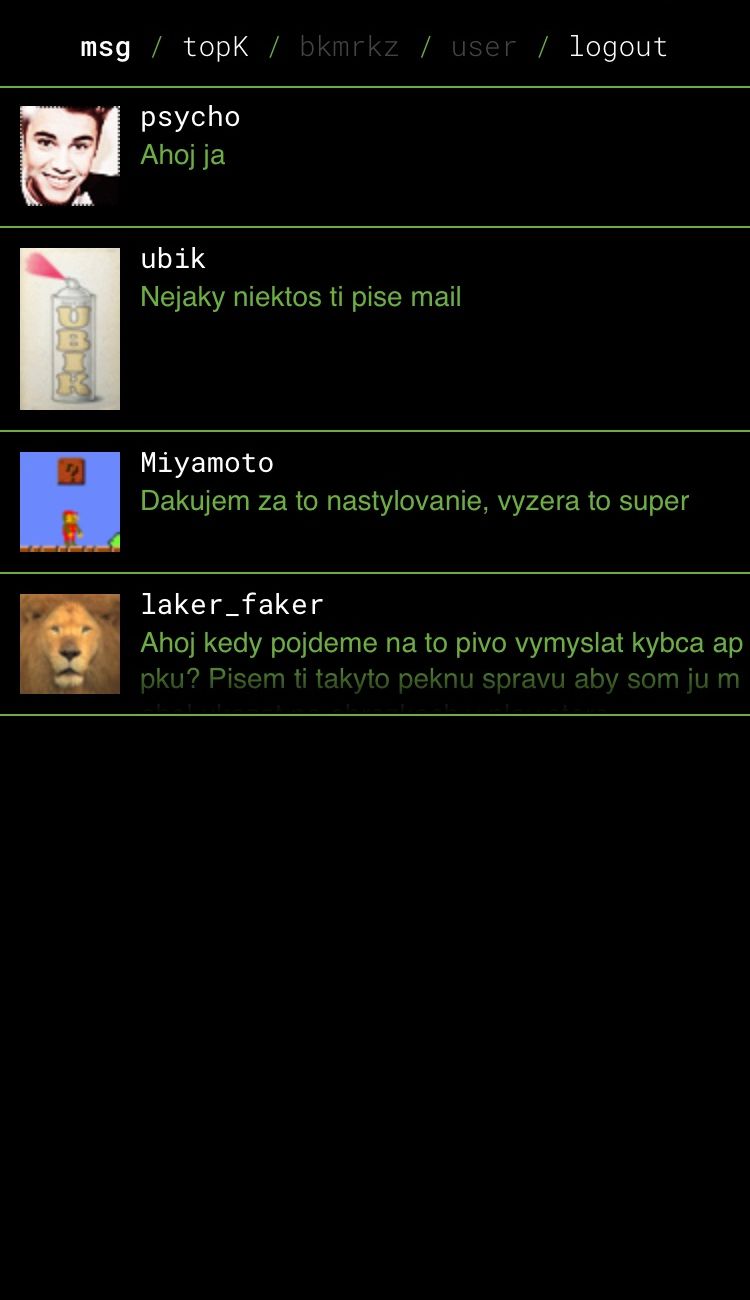 msg / topK / bkmrkz / user / logout
psycho
Ahoj ja
ubik
Nejaky niektos ti pise mail
UBIK
Miyamoto
Dakujem za to nastylovanie, vyzera to super
?
laker_faker
Ahoj kedy pojdeme na to pivo vymyslat kybca ap
pku? Pisem ti takyto peknu spravu aby som ju m